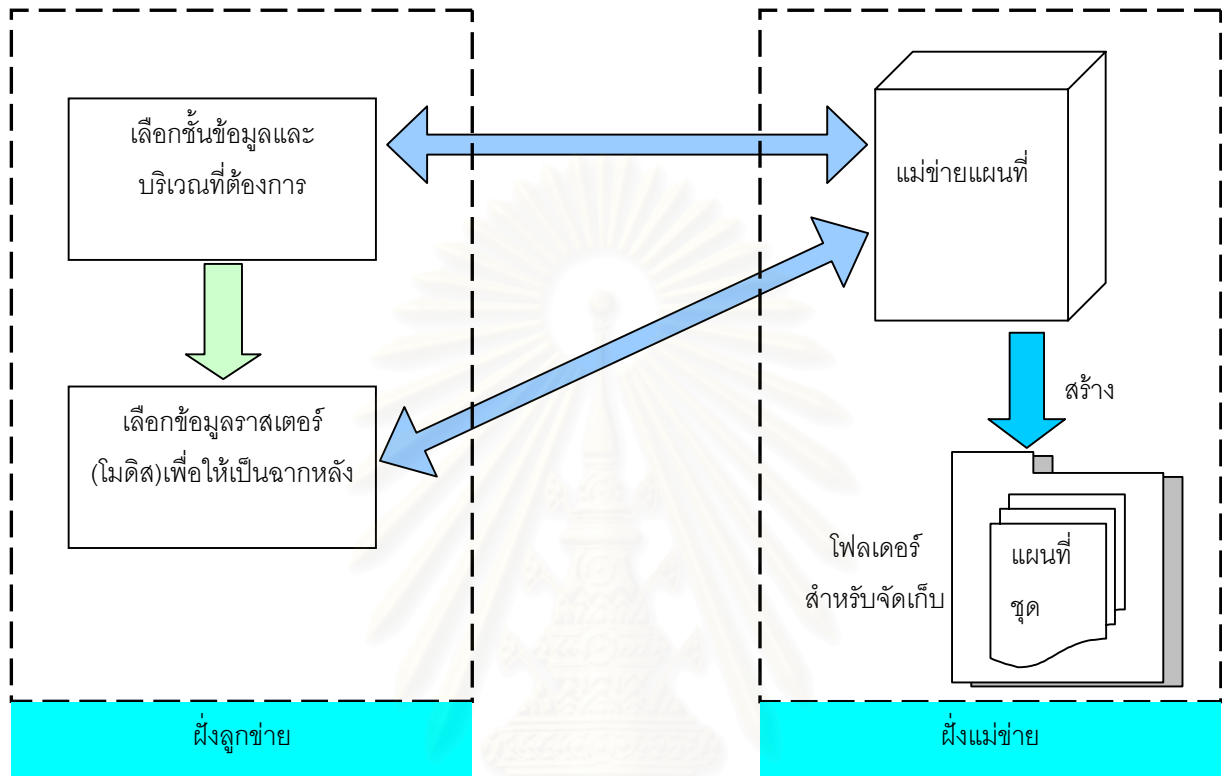 เลือกชั้นข้อมูลและ
บริเวณที่ต้องการ
แม่ข่ายแผนที่
เลือกข้อมูลราสเตอร์
(โมดิส)เพื่อให้เป็นฉากหลัง
สร้าง
โฟลเดอร์
สำหรับจัดเก็บ
แผนที่
ชุด
ฝั่งลูกข่าย
ฝั่งแม่ข่าย